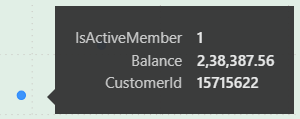 IsActiveMember 1
Balance 2,38,387.56
CustomerId 15715622